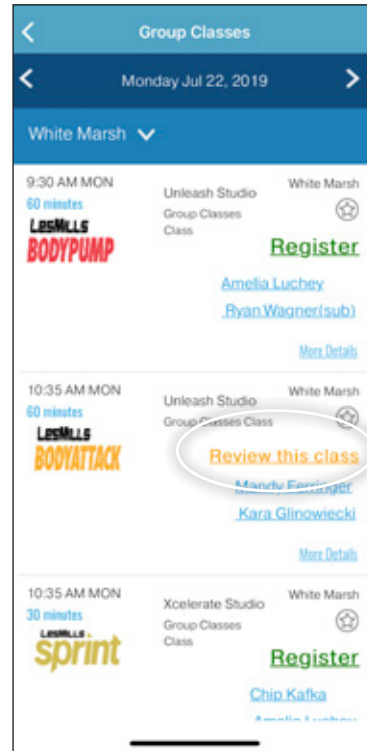 Group Classes
Monday Jul 22, 2019
White Marsh
9:30 AM MON
60 minutes
LesMills
BODYPUMP
Unleash Studio
Group Classes
Class
White Marsh
Register
Amelia Luchey
Ryan Wagner(sub)
More Details
10:35 AM MON
60 minutes
LesMills
BODYATTACK
Unleash Studio
Group Classes Class
White Marsh
Review this class
Mandy Ferringer
Kara Glinowiecki
More Details
10:35 AM MON
30 minutes
LesMills
sprint
Xcelerate Studio
Group Classes
Class
White Marsh
Register
Chip Kafka